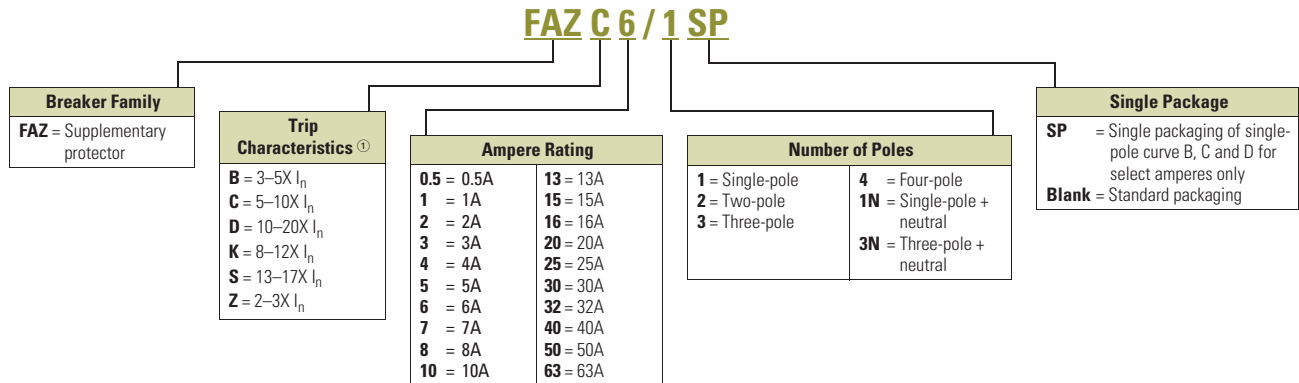 FAZ C 6 / 1 SP
Breaker Family
FAZ = Supplementary
protector
Trip
Characteristics ①
B = 3–5X In
C = 5–10X In
D = 10–20X In
K = 8–12X In
S = 13–17X In
Z = 2–3X In
Ampere Rating
0.5 = 0.5A
1 = 1A
2 = 2A
3 = 3A
4 = 4A
5 = 5A
6 = 6A
7 = 7A
8 = 8A
10 = 10A
13 = 13A
15 = 15A
16 = 16A
20 = 20A
25 = 25A
30 = 30A
32 = 32A
40 = 40A
50 = 50A
63 = 63A
Number of Poles
1 = Single-pole
2 = Two-pole
3 = Three-pole
4 = Four-pole
1N = Single-pole +
neutral
3N = Three-pole +
neutral
Single Package
SP = Single packaging of single-
pole curve B, C and D for
select amperes only
Blank = Standard packaging